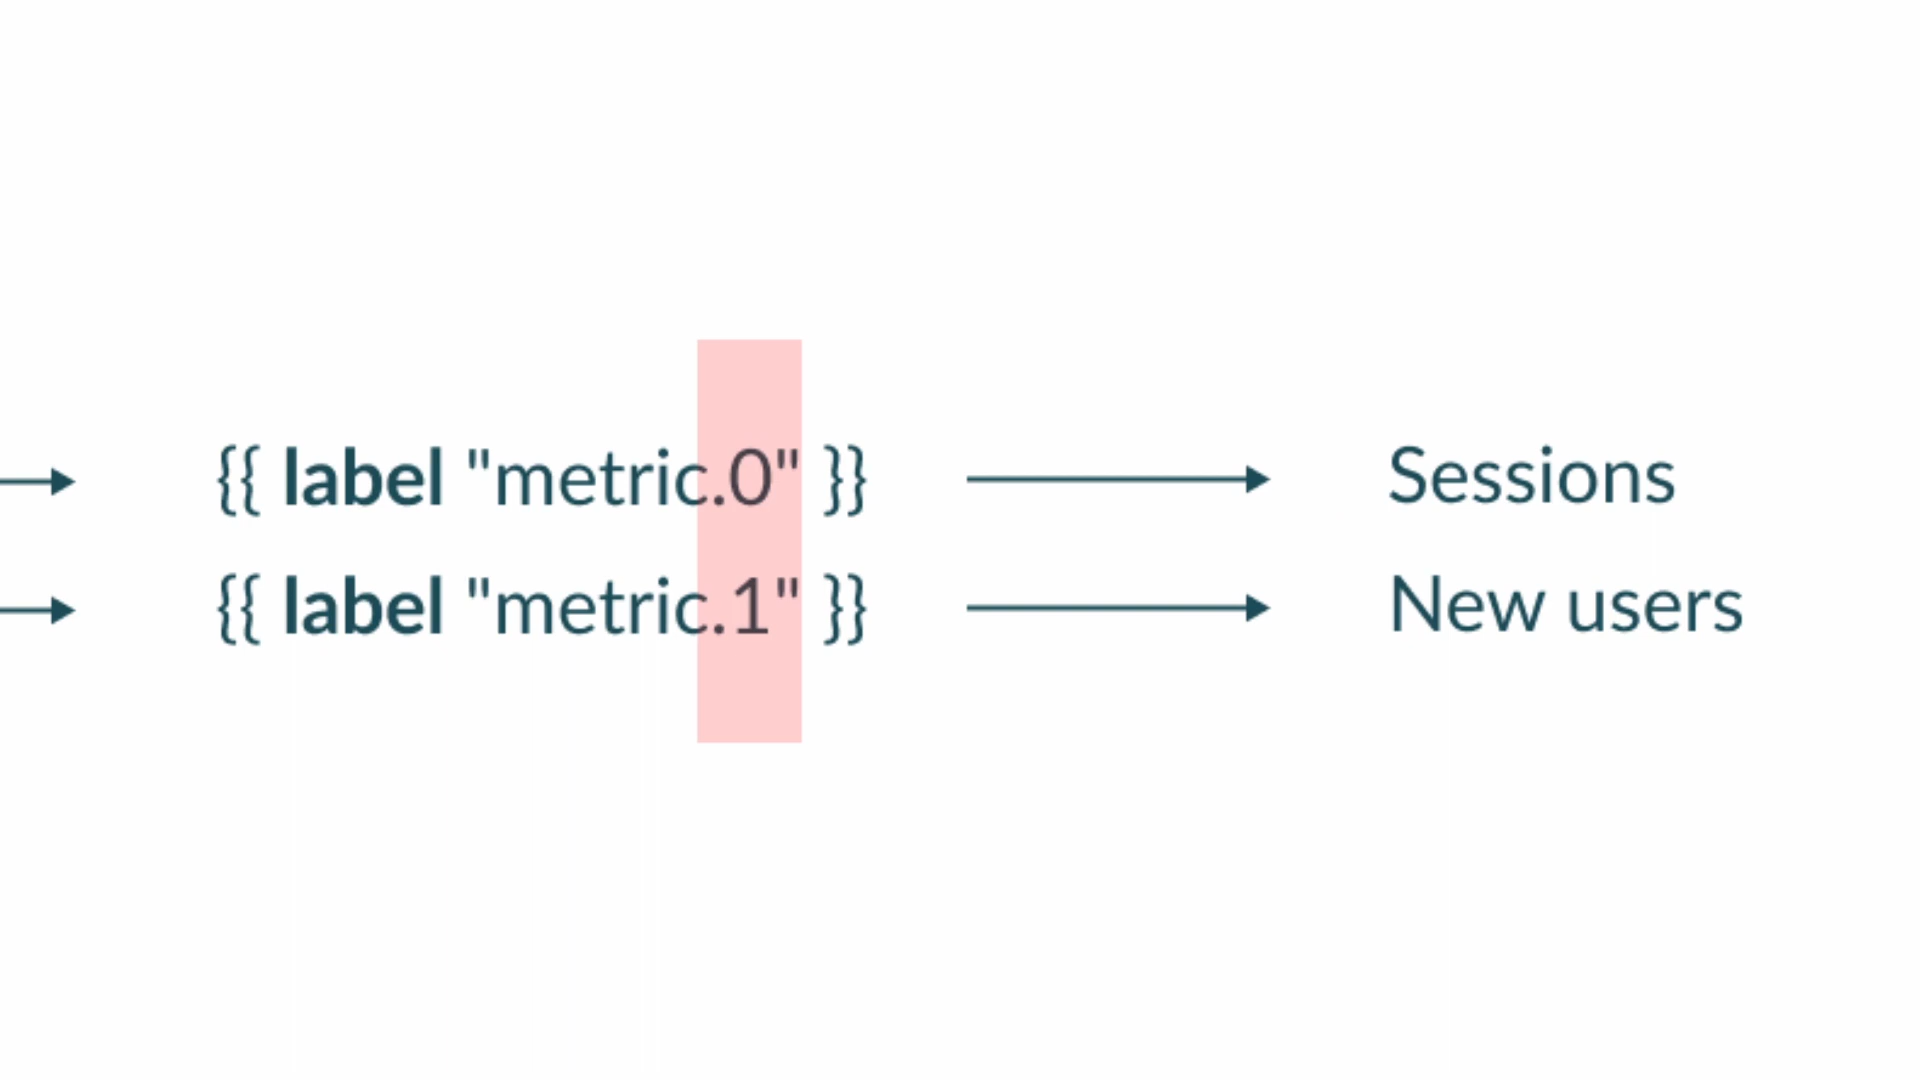 {{ label "metric.0" }} Sessions
{{ label "metric.1" }} New users